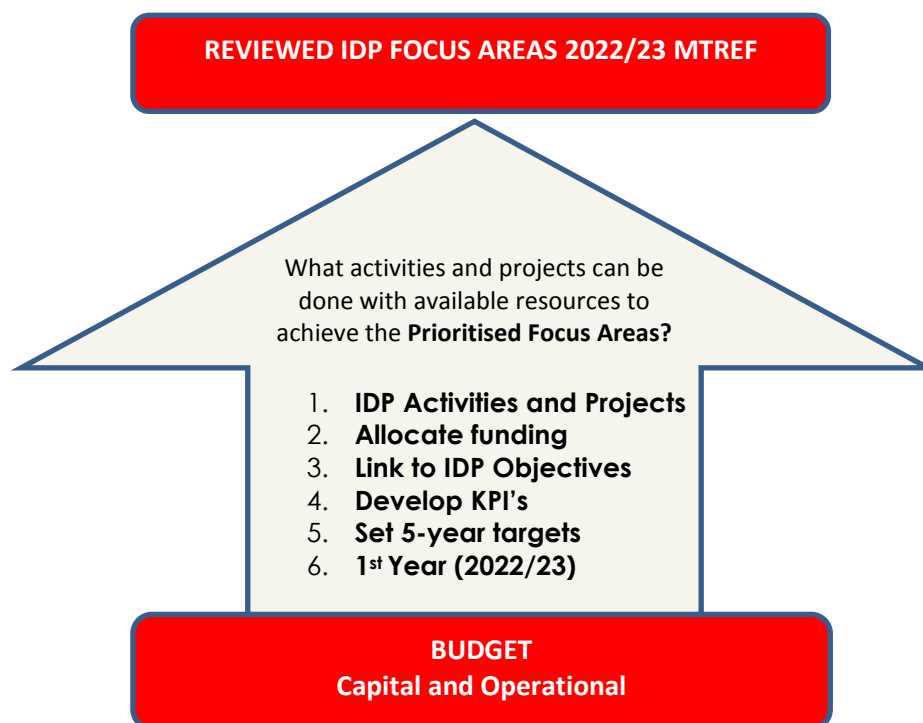 REVIEWED IDP FOCUS AREAS 2022/23 MTREF
What activities and projects can be
done with available resources to
achieve the Prioritised Focus Areas?
1. IDP Activities and Projects
2. Allocate funding
3. Link to IDP Objectives
4. Develop KPI's
5. Set 5-year targets
6. 1st Year (2022/23)
BUDGET
Capital and Operational